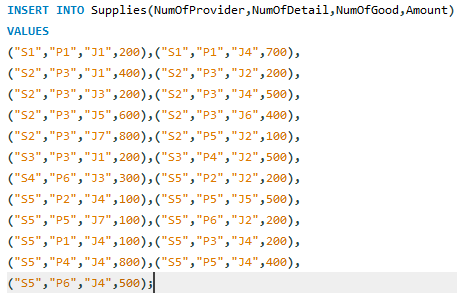 INSERT INTO Supplies(NumOfProvider,NumOfDetail,NumOfGood,Amount)
VALUES
("S1","P1","J1",200),("S1","P1","J4",700),
("S2","P3","J1",400),("S2","P3","J2",200),
("S2","P3","J3",200),("S2","P3","J4",500),
("S2","P3","J5",600),("S2","P3","J6",400),
("S2","P3","J7",800),("S2","P5","J2",100),
("S3","P3","J1",200),("S3","P4","J2",500),
("S4","P6","J3",300),("S5","P2","J2",200),
("S5","P2","J4",100),("S5","P5","J5",500),
("S5","P5","J7",100),("S5","P6","J2",200),
("S5","P1","J4",100),("S5","P3","J4",200),
("S5","P4","J4",800),("S5","P5","J4",400),
("S5","P6","J4",500);